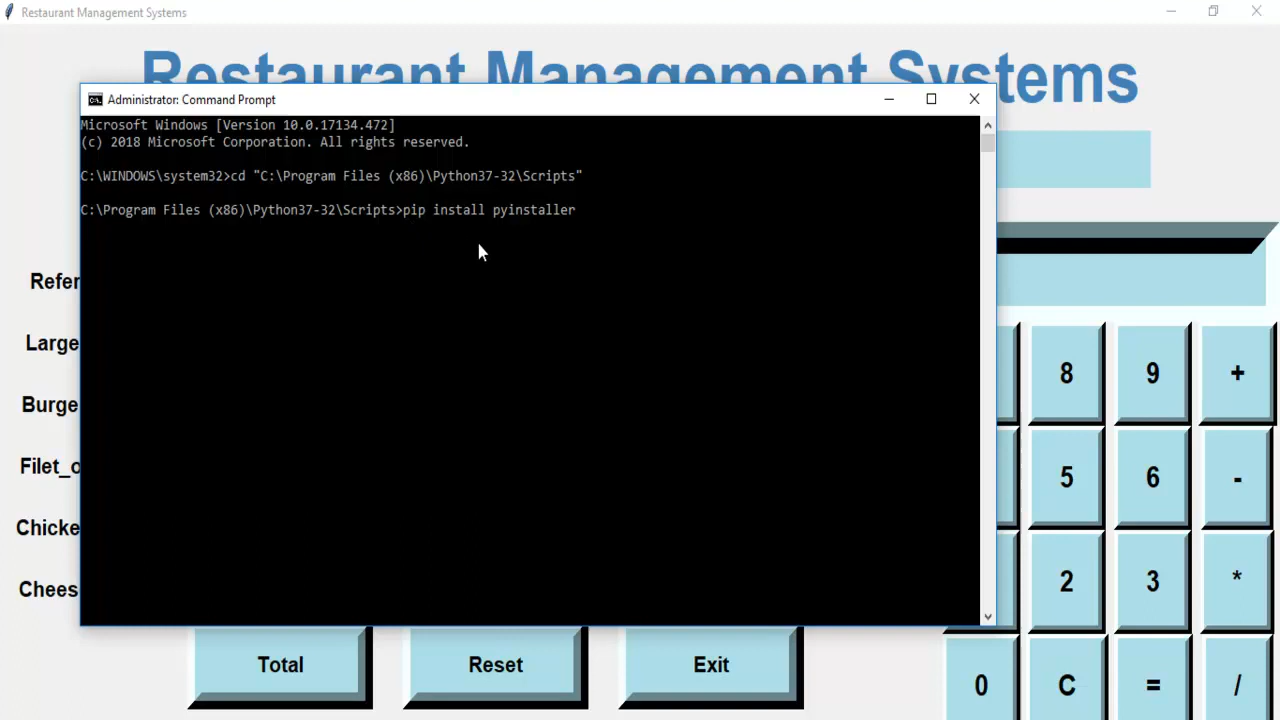 Restaurant Management Systems
Restaurant Management Systems
Administrator: Command Prompt
Microsoft Windows [Version 10.0.17134.472]
(c) 2018 Microsoft Corporation. All rights reserved.
C:\WINDOWS\system32>cd "C:\Program Files (x86)\Python37-32\Scripts"
C:\Program Files (x86)\Python37-32\Scripts>pip install pyinstaller
Refer
Large
Burge
Filet_o
Chicke
Chees
8 9 +
5 6 -
2 3 *
Total Reset Exit
0 C = /